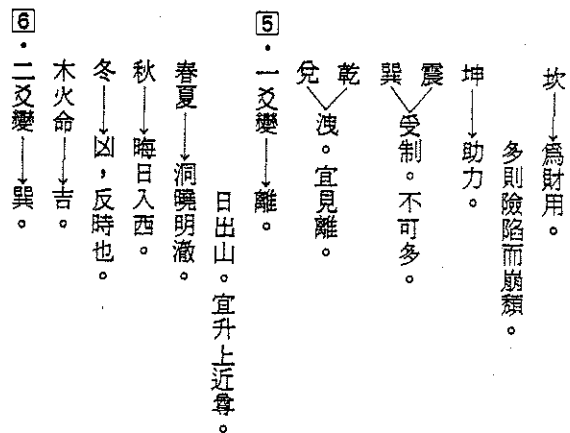 坎→為財用。
多則險陷而崩頹。
坤→助力。
震
巽
受制。不可多。
乾
兌
洩。宜見離。
5・一爻變→離。
日出山。宜升上近尊。
春夏→洞曉明澈。
秋→晦日入西。
冬→凶，反時也。
木火命→吉。
6・二爻變→巽。